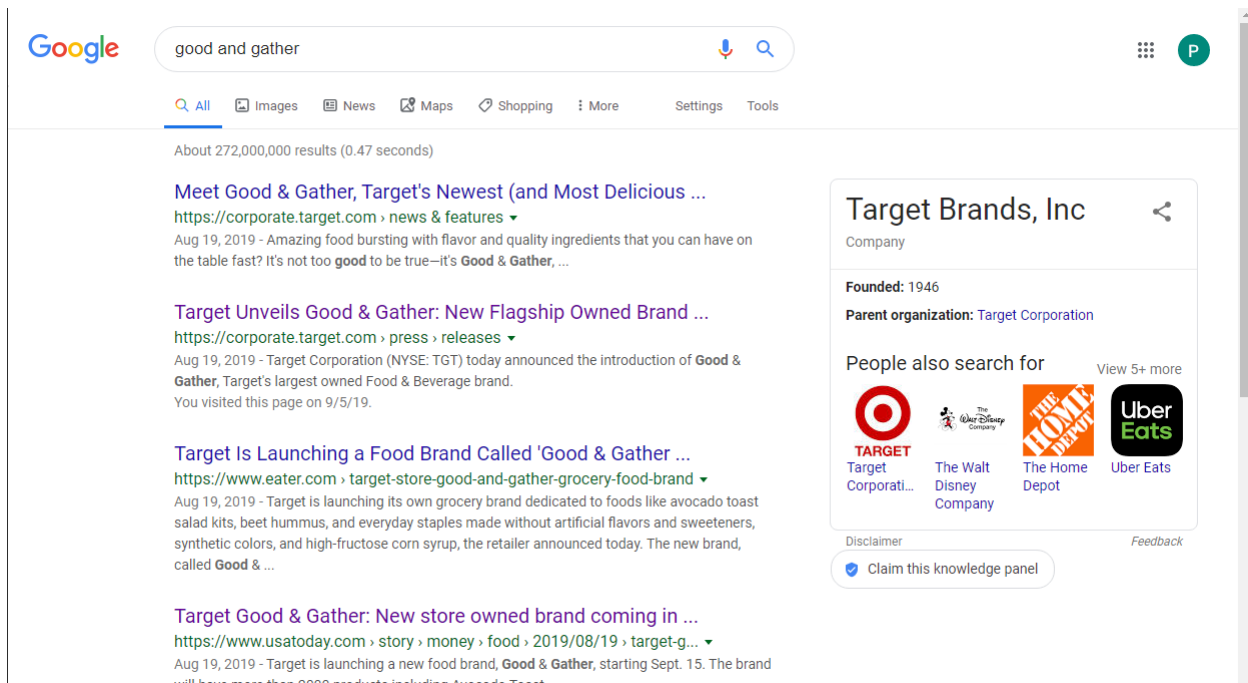 Google
good and gather
P
All Images News Maps Shopping More Settings Tools
About 272,000,000 results (0.47 seconds)
Meet Good & Gather, Target's Newest (and Most Delicious ...
https://corporate.target.com › news & features
Aug 19, 2019 - Amazing food bursting with flavor and quality ingredients that you can have on
the table fast? It's not too good to be true—it's Good & Gather, ...
Target Unveils Good & Gather: New Flagship Owned Brand ...
https://corporate.target.com › press › releases
Aug 19, 2019 - Target Corporation (NYSE: TGT) today announced the introduction of Good &
Gather, Target's largest owned Food & Beverage brand.
You visited this page on 9/5/19.
Target Is Launching a Food Brand Called 'Good & Gather ...
https://www.eater.com › target-store-good-and-gather-grocery-food-brand
Aug 19, 2019 - Target is launching its own grocery brand dedicated to foods like avocado toast
salad kits, beet hummus, and everyday staples made without artificial flavors and sweeteners,
synthetic colors, and high-fructose corn syrup, the retailer announced today. The new brand,
called Good & ...
Target Good & Gather: New store owned brand coming in ...
https://www.usatoday.com › story › money › food › 2019/08/19 › target-g...
Aug 19, 2019 - Target is launching a new food brand, Good & Gather, starting Sept. 15. The brand
Target Brands, Inc
Company
Founded: 1946
Parent organization: Target Corporation
People also search for
View 5+ more
TARGET
The Walt Disney Company
THE HOME DEPOT
Uber Eats
Target
Corporati...
The Walt
Disney
Company
The Home
Depot
Uber Eats
Disclaimer
Feedback
Claim this knowledge panel